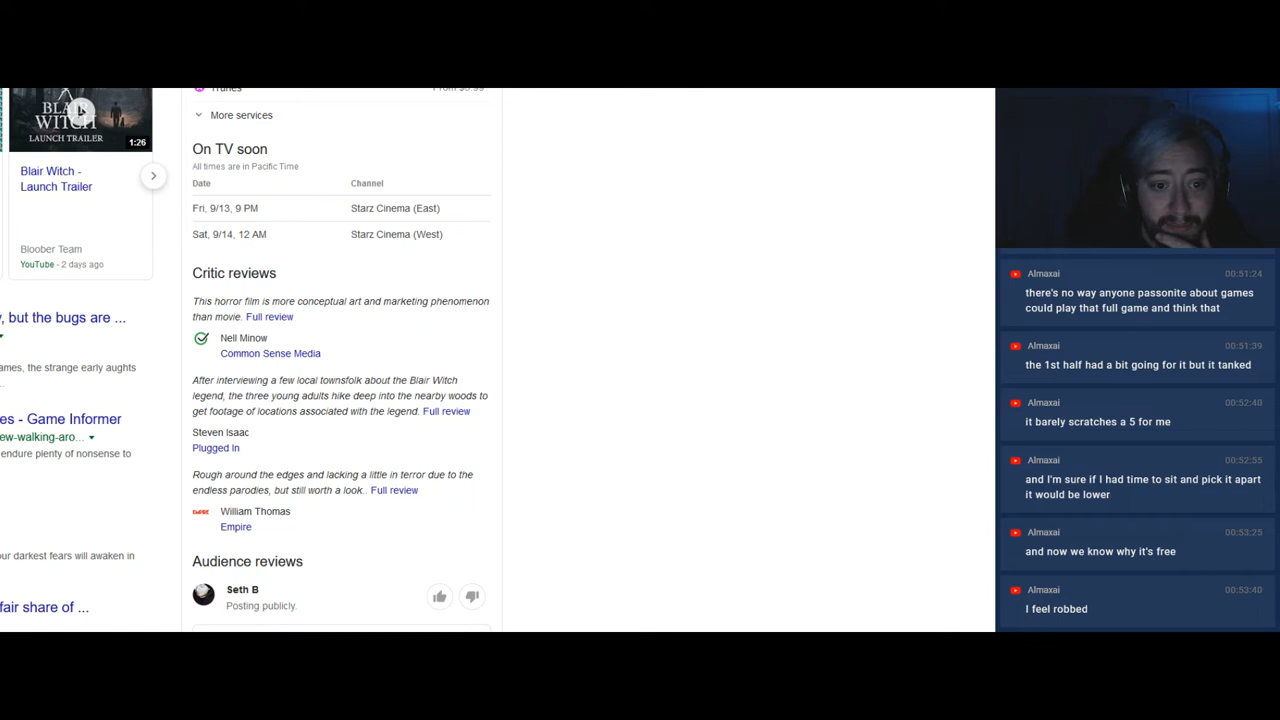 BLAIR
WITCH
LAUNCH TRAILER
1:26
Blair Witch -
Launch Trailer
Bloober Team
YouTube - 2 days ago
, but the bugs are ...
ames, the strange early aughts
es - Game Informer
ew-walking-aro...
endure plenty of nonsense to
our darkest fears will awaken in
fair share of ...
iTunes
From $3.99
More services
On TV soon
All times are in Pacific Time
Date Channel
Fri, 9/13, 9 PM Starz Cinema (East)
Sat, 9/14, 12 AM Starz Cinema (West)
Critic reviews
This horror film is more conceptual art and marketing phenomenon
than movie. Full review
Nell Minow
Common Sense Media
After interviewing a few local townsfolk about the Blair Witch
legend, the three young adults hike deep into the nearby woods to
get footage of locations associated with the legend. Full review
Steven Isaac
Plugged In
Rough around the edges and lacking a little in terror due to the
endless parodies, but still worth a look.. Full review
EMPIRE
William Thomas
Empire
Audience reviews
Seth B
Posting publicly.
Almaxai 00:51:24
there's no way anyone passonite about games
could play that full game and think that
Almaxai 00:51:39
the 1st half had a bit going for it but it tanked
Almaxai 00:52:40
it barely scratches a 5 for me
Almaxai 00:52:55
and I'm sure if I had time to sit and pick it apart
it would be lower
Almaxai 00:53:25
and now we know why it's free
Almaxai 00:53:40
I feel robbed